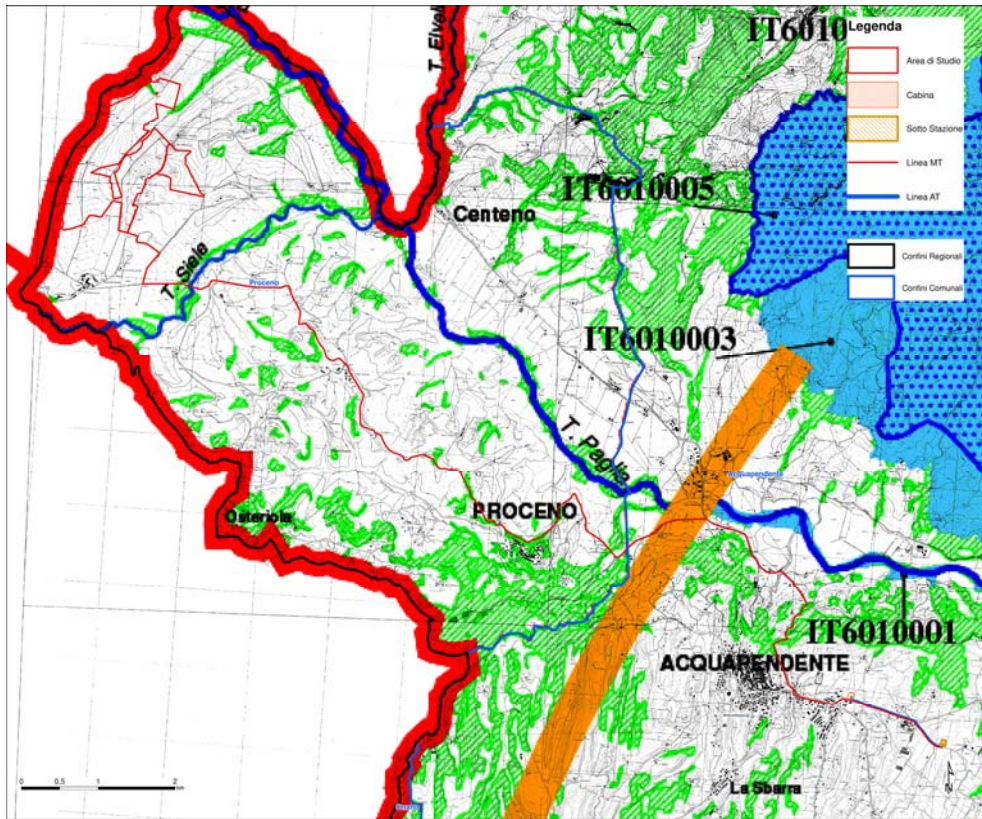 T. Elvel
IT6010
Legenda
Area di Studio
Cabina
Sotto Stazione
Linea MT
Linea AT
Confini Regionali
Confini Comunali
IT6010005
Centeno
T. Siele
Proceno
IT6010003
T. Paglia
Acquapendente
PROCENO
Osteriola
IT6010001
ACQUAPENDENTE
La Sbarra
0 0,5 1 2
N